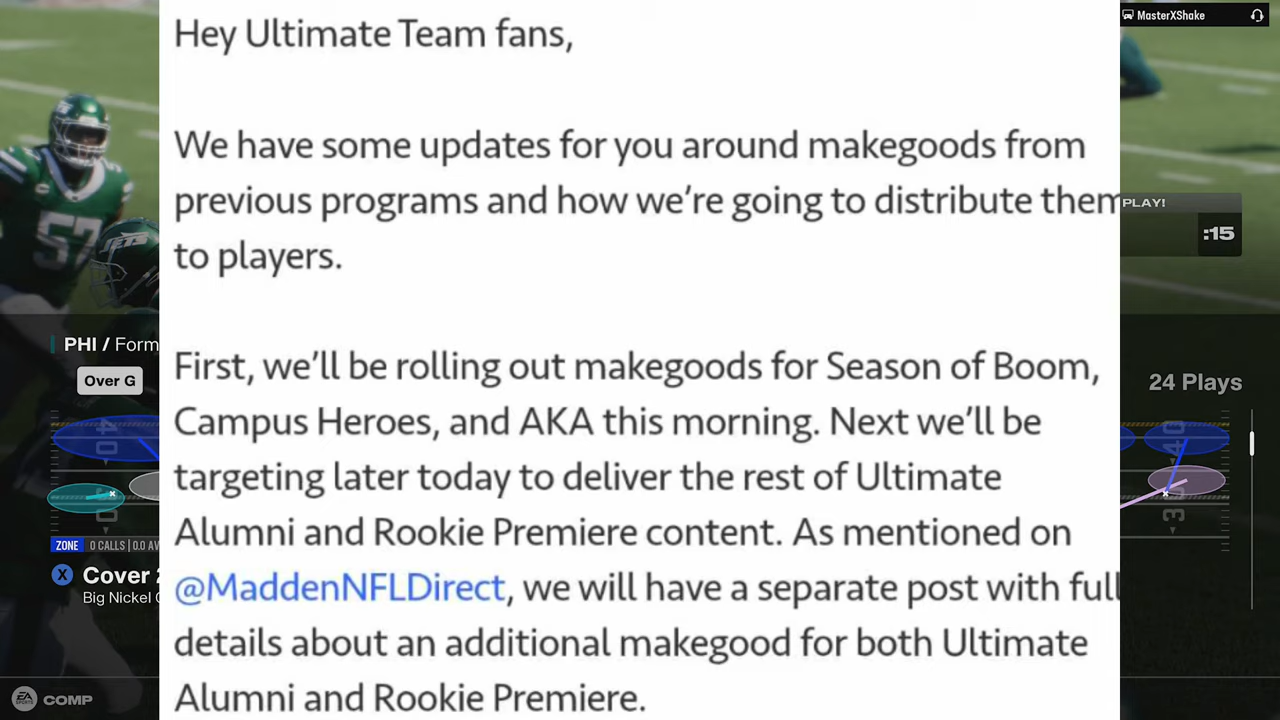 Hey Ultimate Team fans,
We have some updates for you around makegoods from
previous programs and how we're going to distribute them
to players.
First, we'll be rolling out makegoods for Season of Boom,
Campus Heroes, and AKA this morning. Next we'll be
targeting later today to deliver the rest of Ultimate
Alumni and Rookie Premiere content. As mentioned on
@MaddenNFLDirect, we will have a separate post with full
details about an additional makegood for both Ultimate
Alumni and Rookie Premiere.
MasterXShake
PLAY!
:15
57
JETS
PHI / Form
Over G
24 Plays
ZONE 0 CALLS | 0.0 AV
X Cover 2
Big Nickel
EA SPORTS COMP